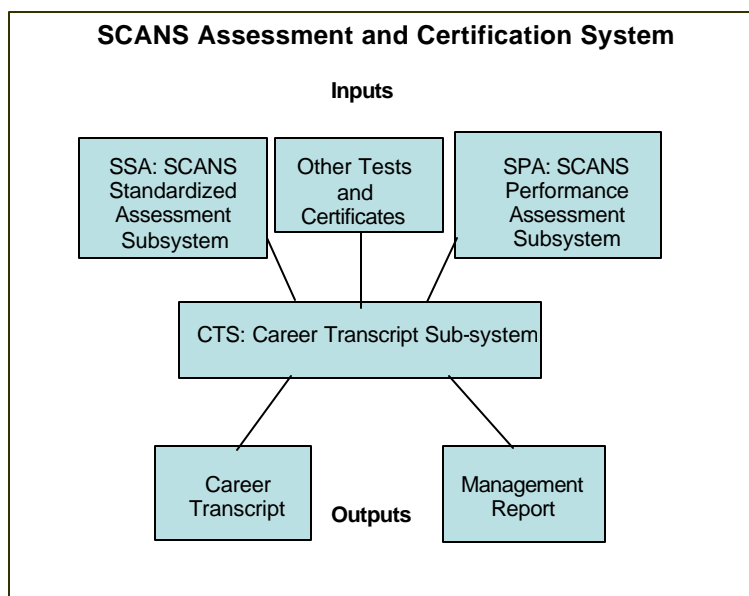 SCANS Assessment and Certification System
Inputs
SSA: SCANS
Standardized
Assessment
Subsystem
Other Tests
and
Certificates
SPA: SCANS
Performance
Assessment
Subsystem
CTS: Career Transcript Sub-system
Career
Transcript
Outputs
Management
Report